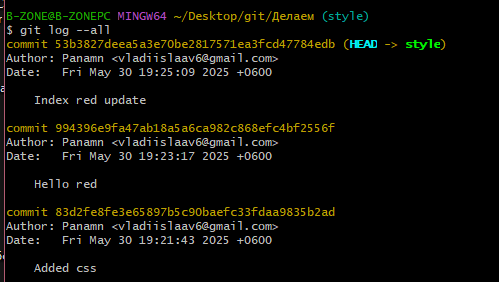 B-ZONE@B-ZONEPC MINGW64 ~/Desktop/git/Делаем (style)
$ git log --all
commit 53b3827deea5a3e70be2817571ea3fcd47784edb (HEAD -> style)
Author: Panamn <vladiislaav6@gmail.com>
Date:   Fri May 30 19:25:09 2025 +0600
    Index red update
commit 994396e9fa47ab18a5a6ca982c868efc4bf2556f
Author: Panamn <vladiislaav6@gmail.com>
Date:   Fri May 30 19:23:17 2025 +0600
    Hello red
commit 83d2fe8fe3e65897b5c90baefc33fdaa9835b2ad
Author: Panamn <vladiislaav6@gmail.com>
Date:   Fri May 30 19:21:43 2025 +0600
    Added css